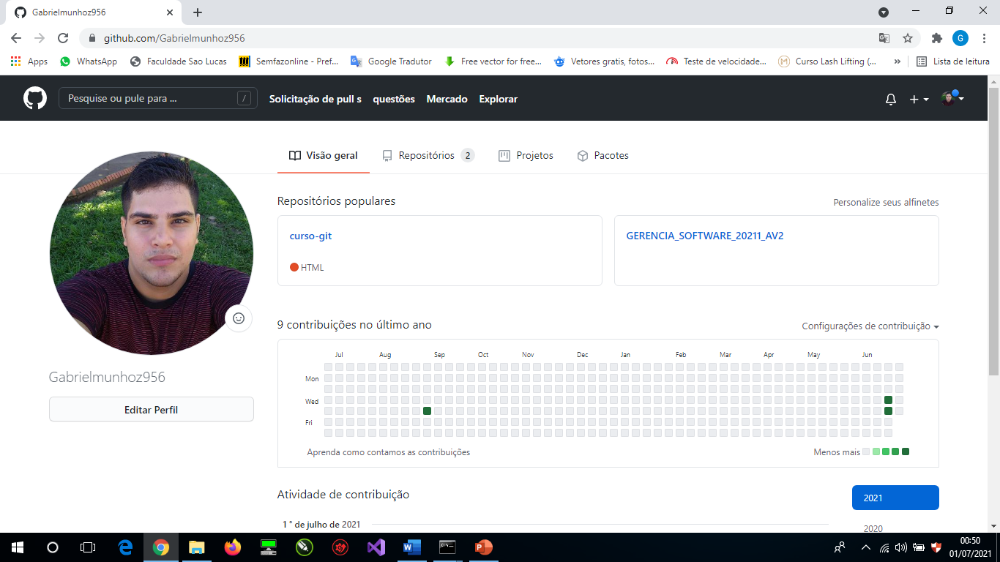 Gabrielmunhoz956
github.com/Gabrielmunhoz956
G
Apps WhatsApp Faculdade Sao Lucas Semfazonline - Pref... Google Tradutor Free vector for free... Vetores gratis, fotos... Teste de velocidade... Curso Lash Lifting (... » Lista de leitura
Pesquise ou pule para ... / Solicitação de pull s questões Mercado Explorar
Visão geral Repositórios 2 Projetos Pacotes
Repositórios populares Personalize seus alfinetes
curso-git GERENCIA_SOFTWARE_20211_AV2
HTML
9 contribuições no último ano Configurações de contribuição
Jul Aug Sep Oct Nov Dec Jan Feb Mar Apr May Jun
Mon
Wed
Fri
Aprenda como contamos as contribuições Menos mais
Gabrielmunhoz956
Editar Perfil
Atividade de contribuição 2021
1 ° de julho de 2021
2020
00:50
01/07/2021